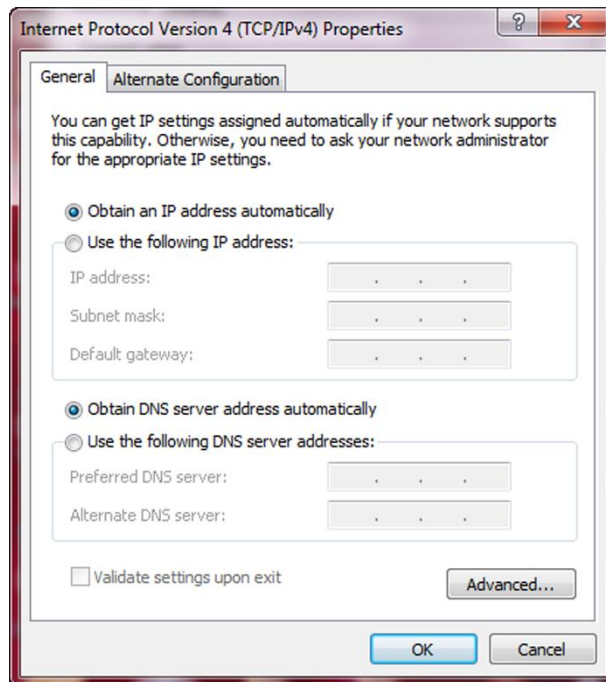 Internet Protocol Version 4 (TCP/IPv4) Properties
General
Alternate Configuration
You can get IP settings assigned automatically if your network supports
this capability. Otherwise, you need to ask your network administrator
for the appropriate IP settings.
Obtain an IP address automatically
Use the following IP address:
IP address:
Subnet mask:
Default gateway:
Obtain DNS server address automatically
Use the following DNS server addresses:
Preferred DNS server:
Alternate DNS server:
Validate settings upon exit
Advanced...
OK
Cancel